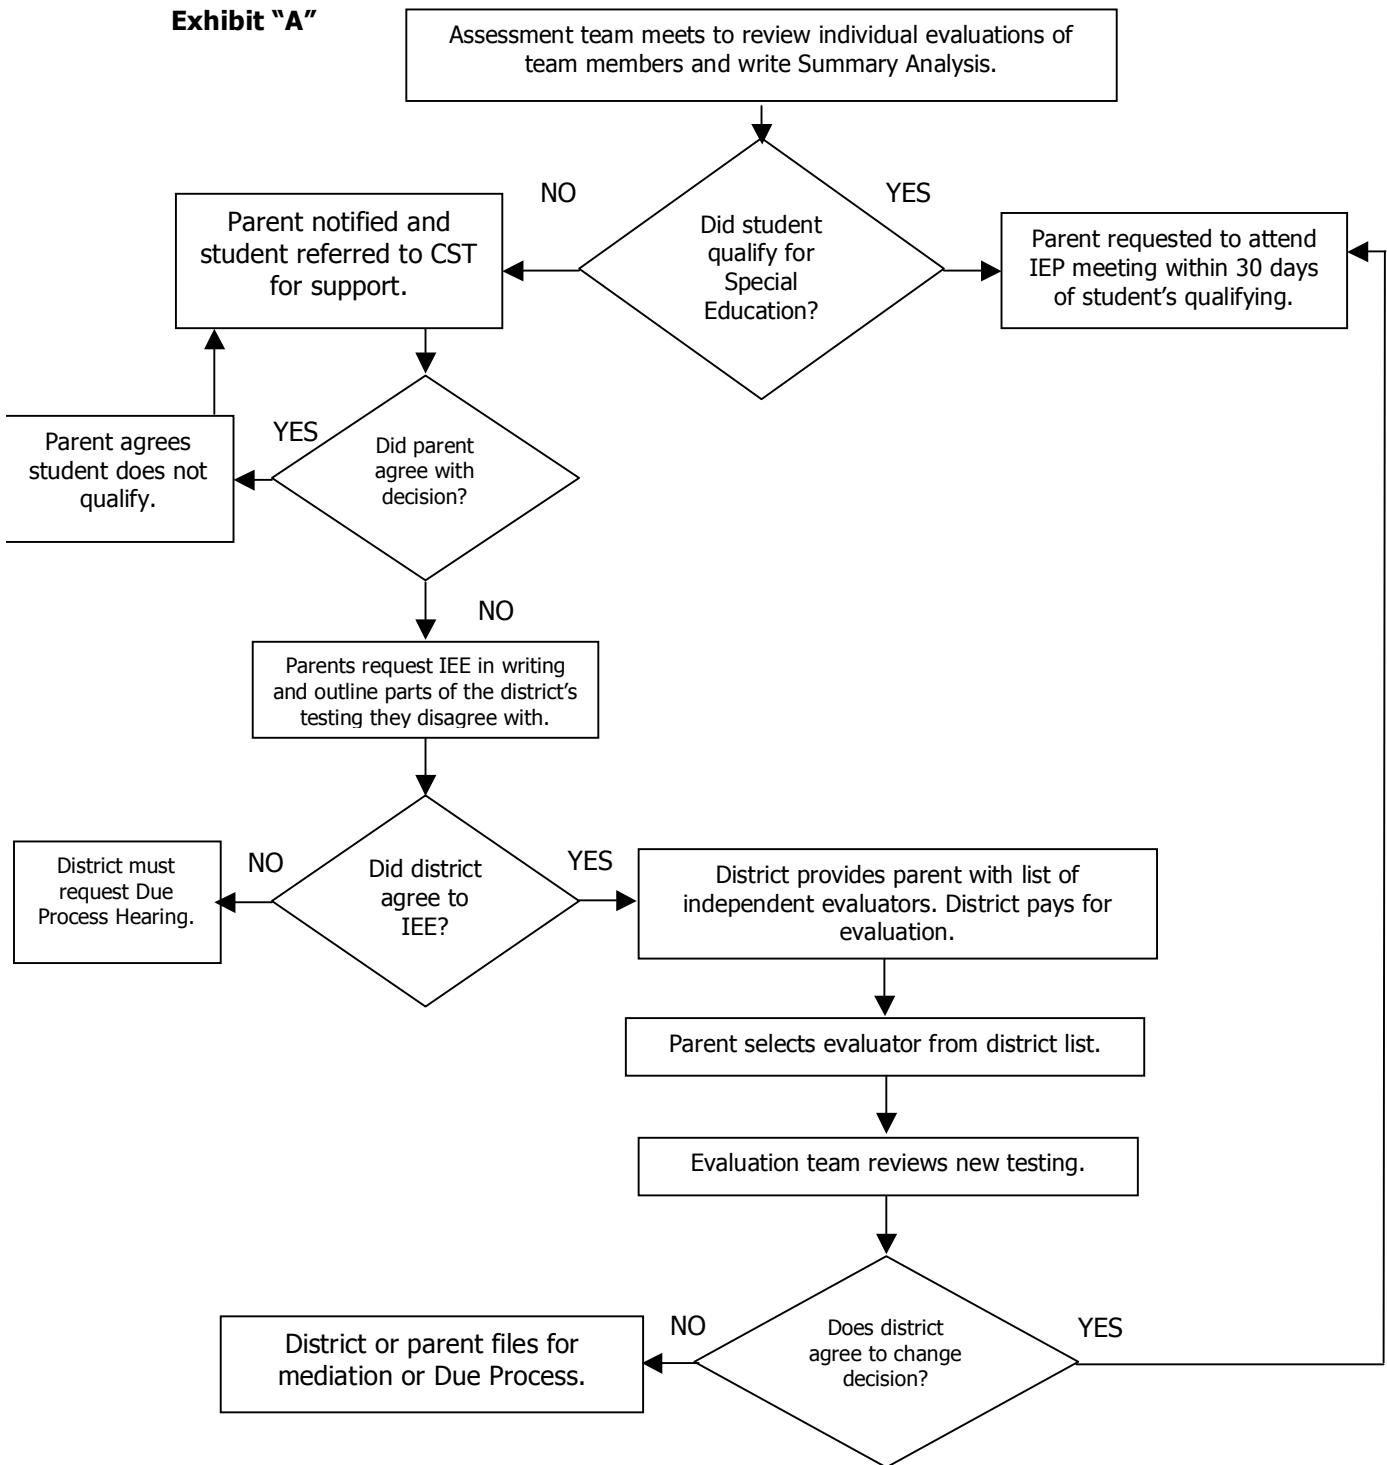 Exhibit “A”
Assessment team meets to review individual evaluations of
team members and write Summary Analysis.
NO
YES
Parent notified and
student referred to CST
for support.
Did student
qualify for
Special
Education?
Parent requested to attend
IEP meeting within 30 days
of student’s qualifying.
Parent agrees
student does not
qualify.
YES
Did parent
agree with
decision?
NO
Parents request IEE in writing
and outline parts of the district’s
testing they disagree with.
District must
request Due
Process Hearing.
NO
Did district
agree to
IEE?
YES
District provides parent with list of
independent evaluators. District pays for
evaluation.
Parent selects evaluator from district list.
Evaluation team reviews new testing.
District or parent files for
mediation or Due Process.
NO
Does district
agree to change
decision?
YES